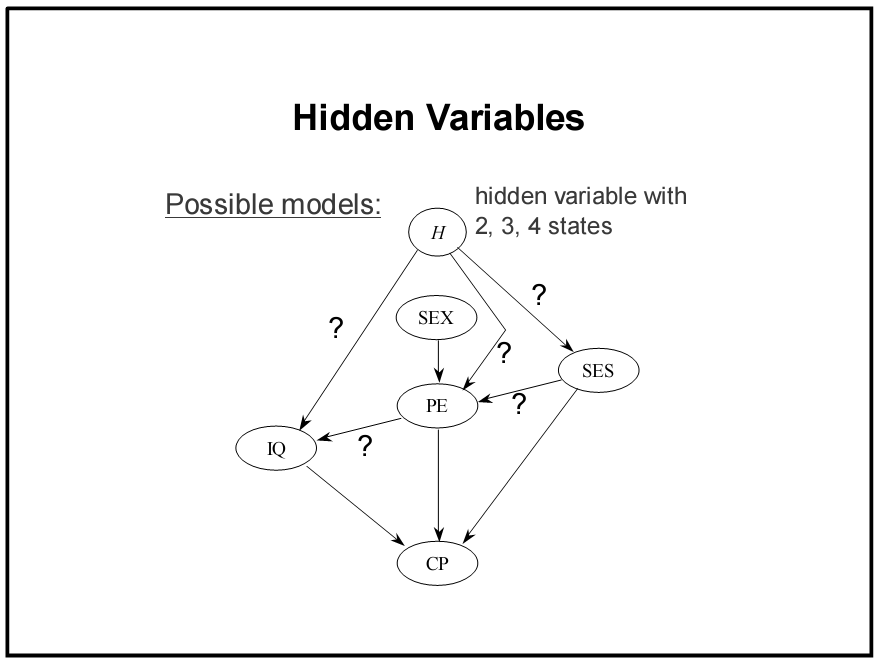 Hidden Variables
Possible models:
hidden variable with
2, 3, 4 states
H
?
SEX
?
?
SES
PE
?
?
IQ
CP